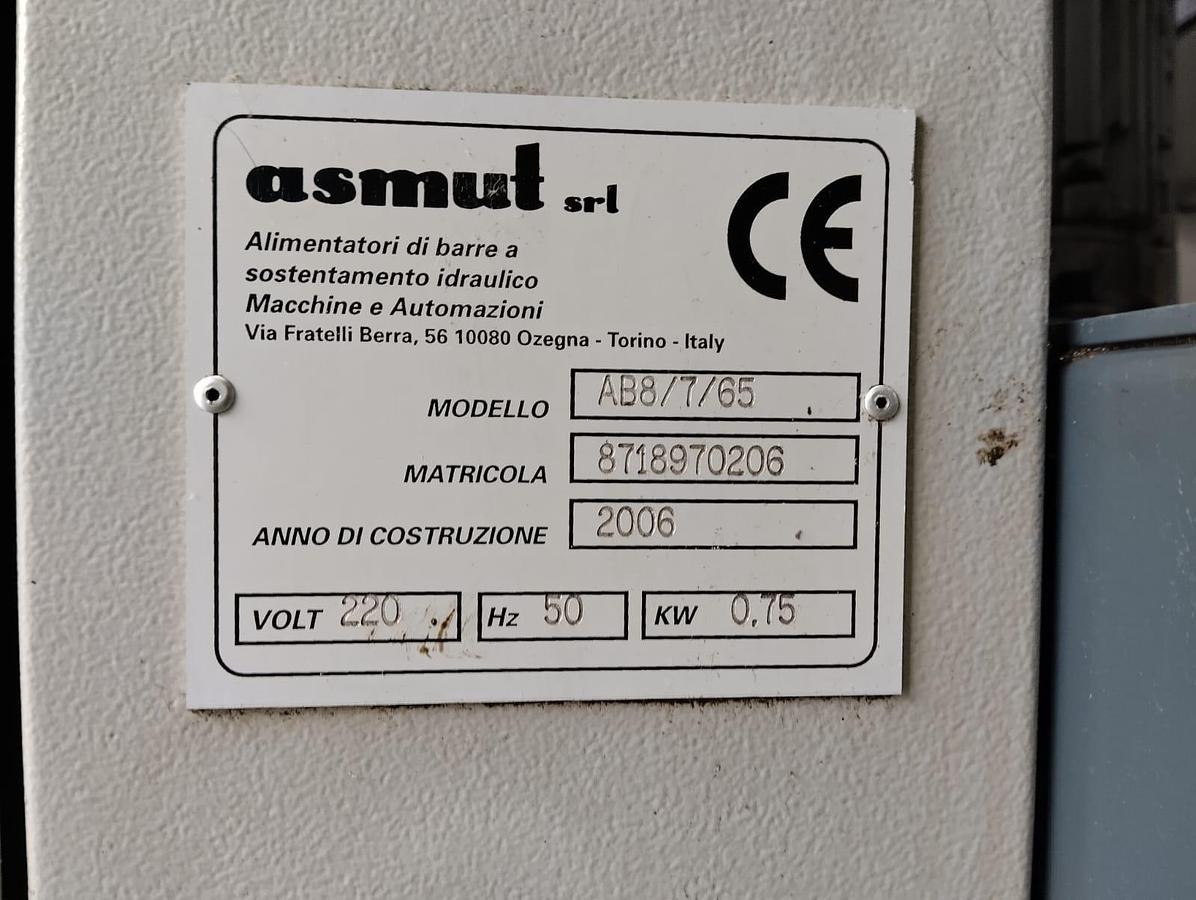 asmut srl
CE
Alimentatori di barre a
sostentamento idraulico
Macchine e Automazioni
Via Fratelli Berra, 56 10080 Ozegna - Torino - Italy
MODELLO AB8/7/65
MATRICOLA 8718970206
ANNO DI COSTRUZIONE 2006
VOLT 220 Hz 50 KW 0.75